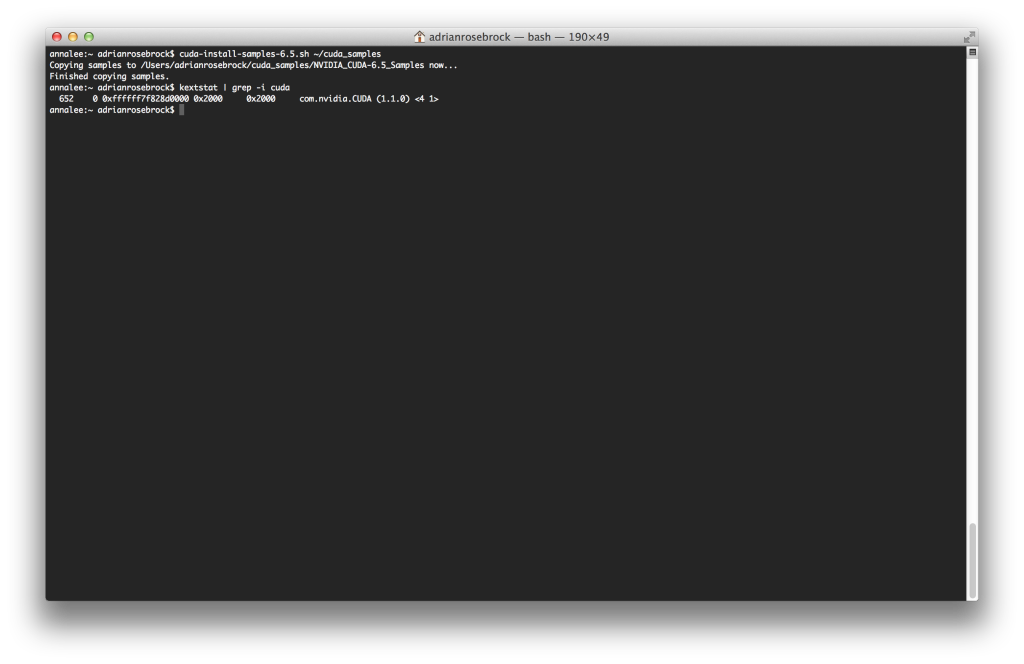 adrianrosebrock — bash — 190×49
annalee:~ adrianrosebrock$ cuda-install-samples-6.5.sh ~/cuda_samples
Copying samples to /Users/adrianrosebrock/cuda_samples/NVIDIA_CUDA-6.5_Samples now...
Finished copying samples.
annalee:~ adrianrosebrock$ kextstat | grep -i cuda
  652    0 0xffffff7f828d0000 0x2000     0x2000     com.nvidia.CUDA (1.1.0) <4 1>
annalee:~ adrianrosebrock$